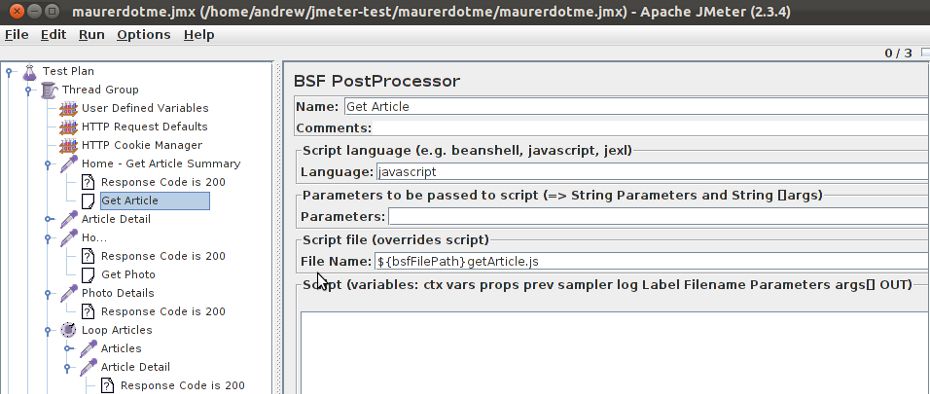 maurerdotme.jmx (/home/andrew/jmeter-test/maurerdotme/maurerdotme.jmx) - Apache JMeter (2.3.4)
File Edit Run Options Help
0 / 3
Test Plan
Thread Group
User Defined Variables
HTTP Request Defaults
HTTP Cookie Manager
Home - Get Article Summary
Response Code is 200
Get Article
Article Detail
Ho...
Response Code is 200
Get Photo
Photo Details
Response Code is 200
Loop Articles
Articles
Article Detail
Response Code is 200
BSF PostProcessor
Name: Get Article
Comments:
Script language (e.g. beanshell, javascript, jexl)
Language: javascript
Parameters to be passed to script (=> String Parameters and String []args)
Parameters:
Script file (overrides script)
File Name: ${bsfFilePath}getArticle.js
Script (variables: ctx vars props prev sampler log Label Filename Parameters args[] OUT)